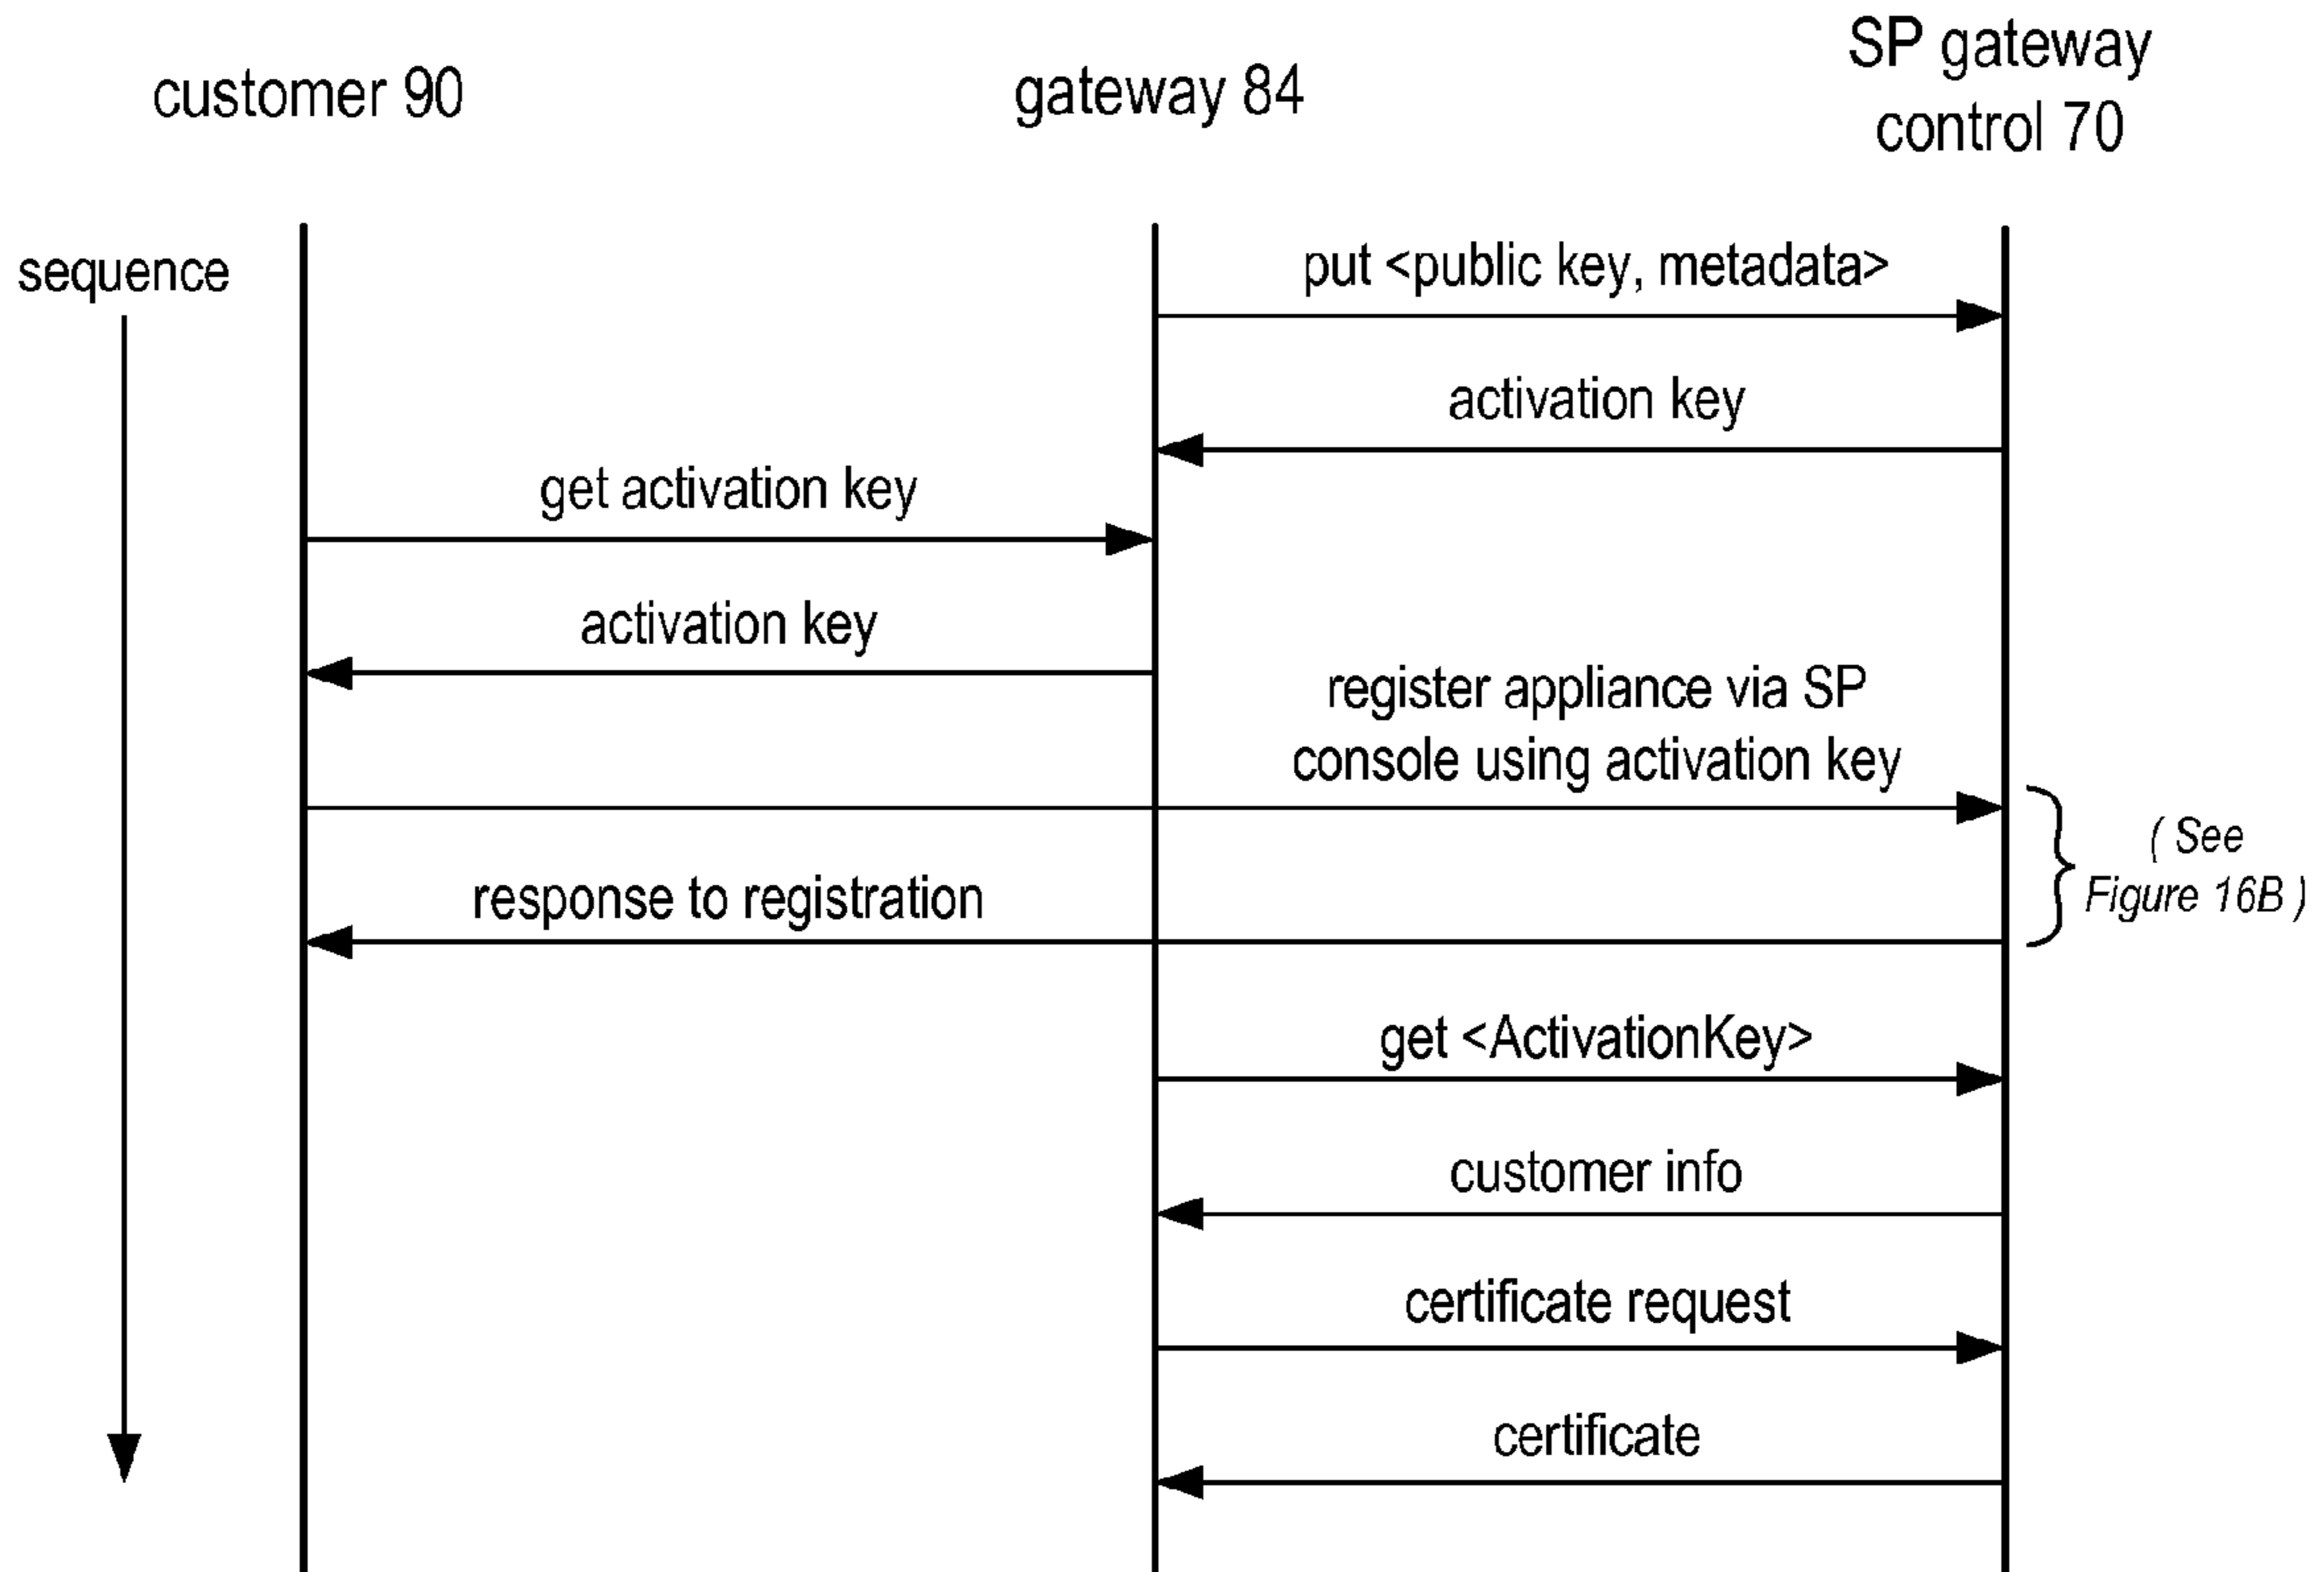 customer 90
gateway 84
SP gateway
control 70
sequence
put <public key, metadata>
activation key
get activation key
activation key
register appliance via SP
console using activation key
( See
Figure 16B )
response to registration
get <ActivationKey>
customer info
certificate request
certificate